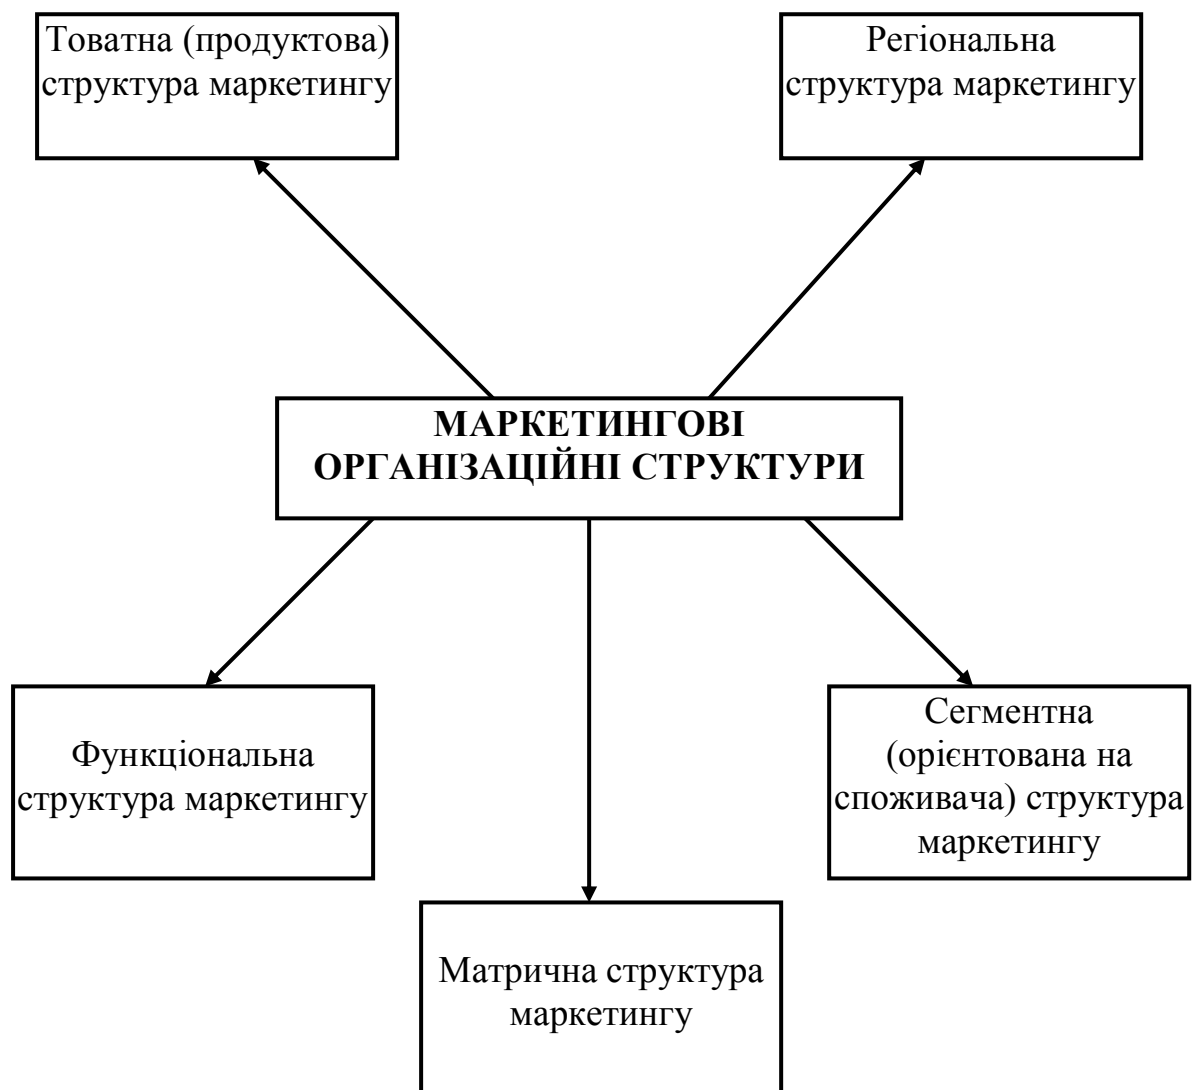 Товатна (продуктова)
структура маркетингу
Регіональна
структура маркетингу
МАРКЕТИНГОВІ
ОРГАНІЗАЦІЙНІ СТРУКТУРИ
Функціональна
структура маркетингу
Сегментна
(орієнтована на
споживача) структура
маркетингу
Матрична структура
маркетингу